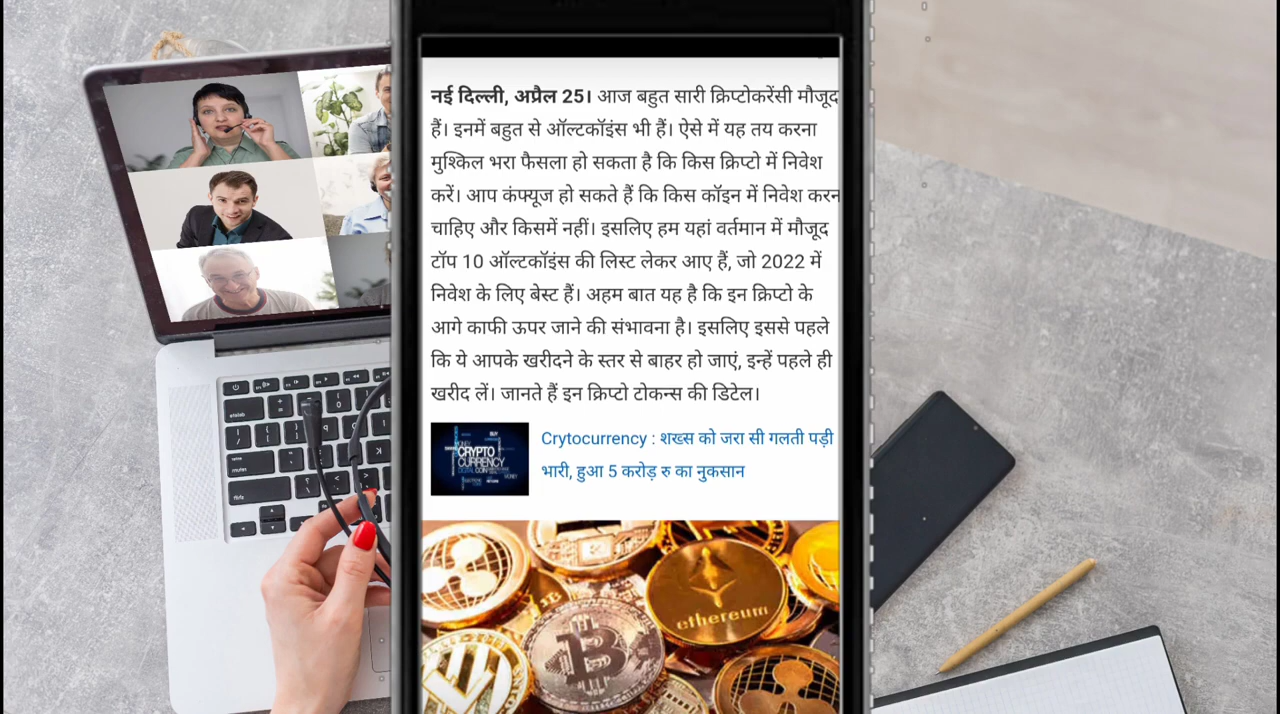 नई दिल्ली, अप्रैल 25। आज बहुत सारी क्रिप्टोकरेंसी मौजूद
हैं। इनमें बहुत से ऑल्टकॉइंस भी हैं। ऐसे में यह तय करना
मुश्किल भरा फैसला हो सकता है कि किस क्रिप्टो में निवेश
करें। आप कंफ्यूज हो सकते हैं कि किस कॉइन में निवेश करन
चाहिए और किसमें नहीं। इसलिए हम यहां वर्तमान में मौजूद
टॉप 10 ऑल्टकॉइंस की लिस्ट लेकर आए हैं, जो 2022 में
निवेश के लिए बेस्ट हैं। अहम बात यह है कि इन क्रिप्टो के
आगे काफी ऊपर जाने की संभावना है। इसलिए इससे पहले
कि ये आपके खरीदने के स्तर से बाहर हो जाएं, इन्हें पहले ही
खरीद लें। जानते हैं इन क्रिप्टो टोकन्स की डिटेल।
CRYPTO
CURRENCY
Crytocurrency : शख्स को जरा सी गलती पड़ी
भारी, हुआ 5 करोड़ रु का नुकसान
ethereum